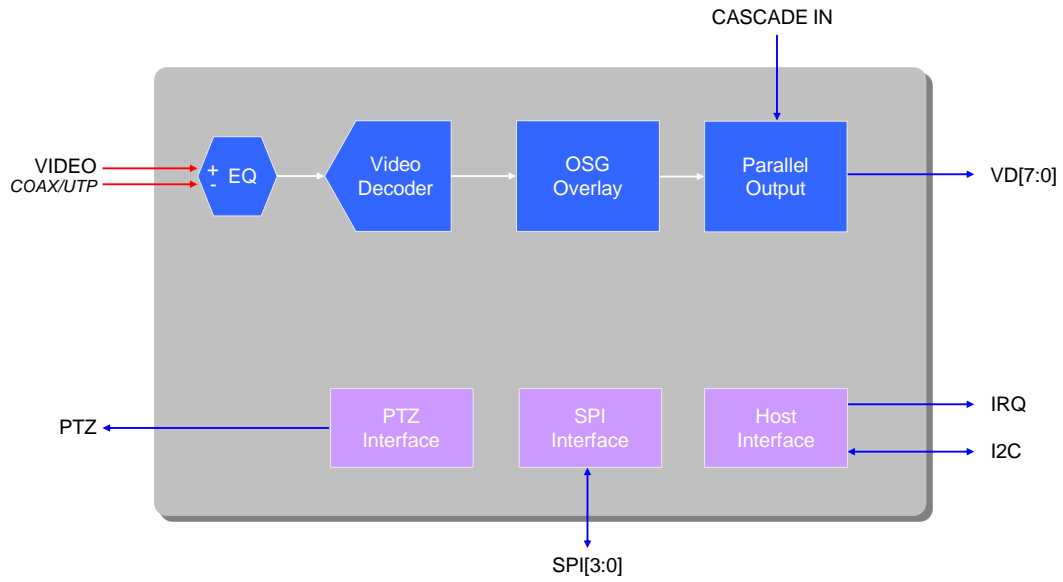 CASCADE IN
VIDEO
COAX/UTP
+
-
EQ
Video
Decoder
OSG
Overlay
Parallel
Output
VD[7:0]
PTZ
PTZ
Interface
SPI
Interface
Host
Interface
IRQ
I2C
SPI[3:0]